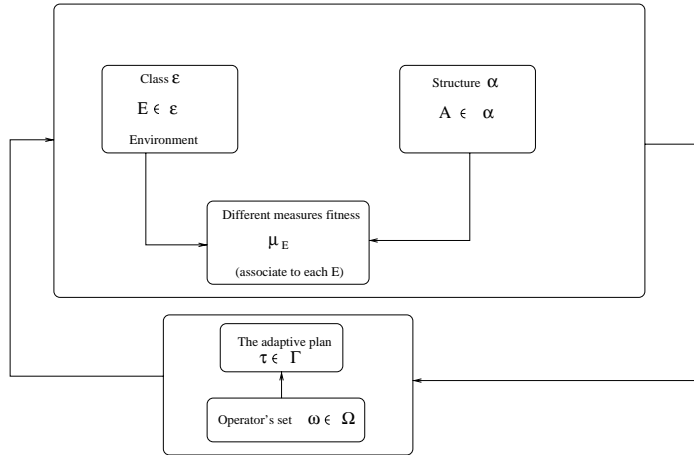 Class ε
E ϵ ε
Environment
Structure α
A ϵ α
Different measures fitness
μ E
(associate to each E)
The adaptive plan
τ ϵ Γ
Operator's set ω ϵ Ω